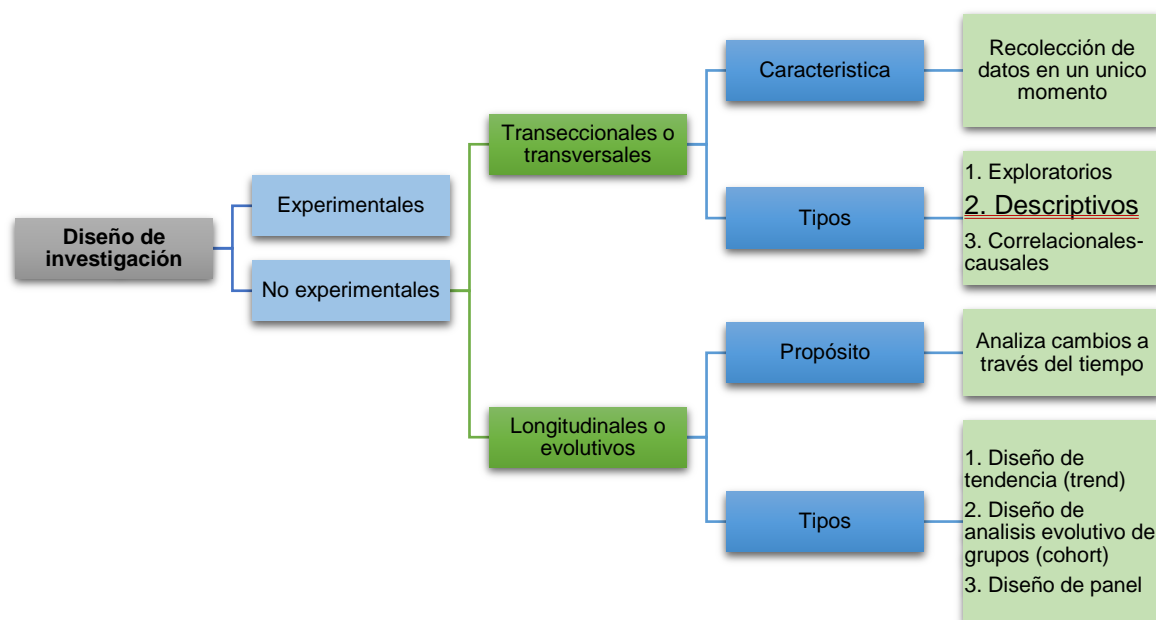 Diseño de
investigación
Experimentales
No experimentales
Transeccionales o
transversales
Caracteristica
Recolección de
datos en un unico
momento
Tipos
1. Exploratorios
2. Descriptivos
3. Correlacionales-
causales
Longitudinales o
evolutivos
Propósito
Analiza cambios a
través del tiempo
Tipos
1. Diseño de
tendencia (trend)
2. Diseño de
analisis evolutivo de
grupos (cohort)
3. Diseño de panel